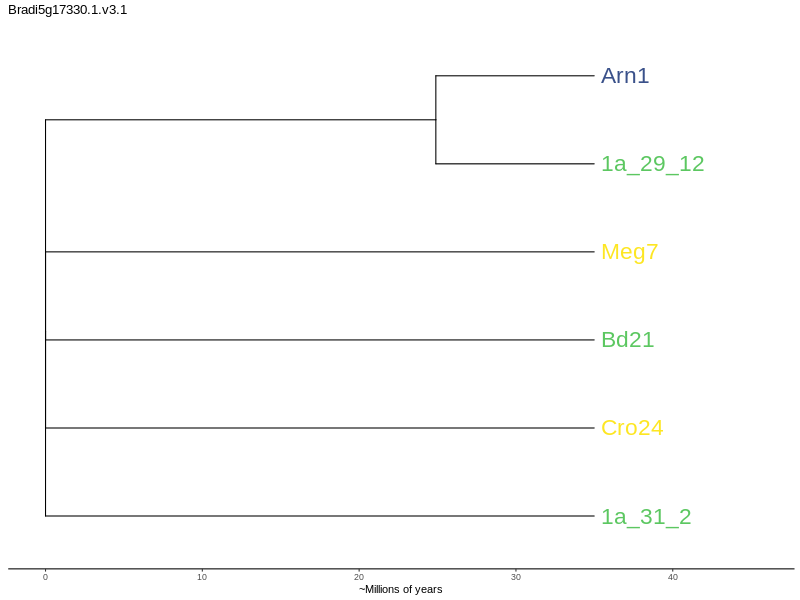 Bradi5g17330.1.v3.1
Arn1
1a_29_12
Meg7
Bd21
Cro24
1a_31_2
0 10 20 30 40
~Millions of years